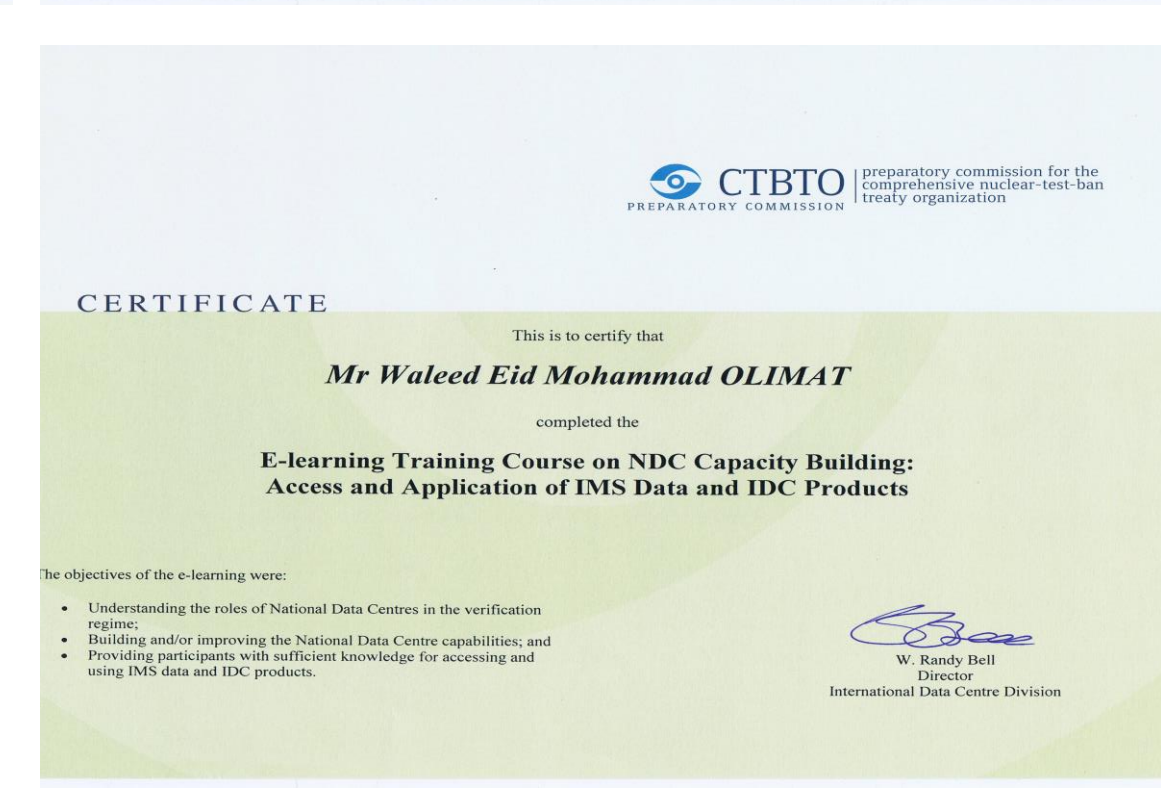 CTBTO
PREPARATORY COMMISSION
preparatory commission for the
comprehensive nuclear-test-ban
treaty organization
CERTIFICATE
This is to certify that
Mr Waleed Eid Mohammad OLIMAT
completed the
E-learning Training Course on NDC Capacity Building:
Access and Application of IMS Data and IDC Products
The objectives of the e-learning were:
• Understanding the roles of National Data Centres in the verification
regime;
• Building and/or improving the National Data Centre capabilities; and
• Providing participants with sufficient knowledge for accessing and
using IMS data and IDC products.
W. Randy Bell
Director
International Data Centre Division